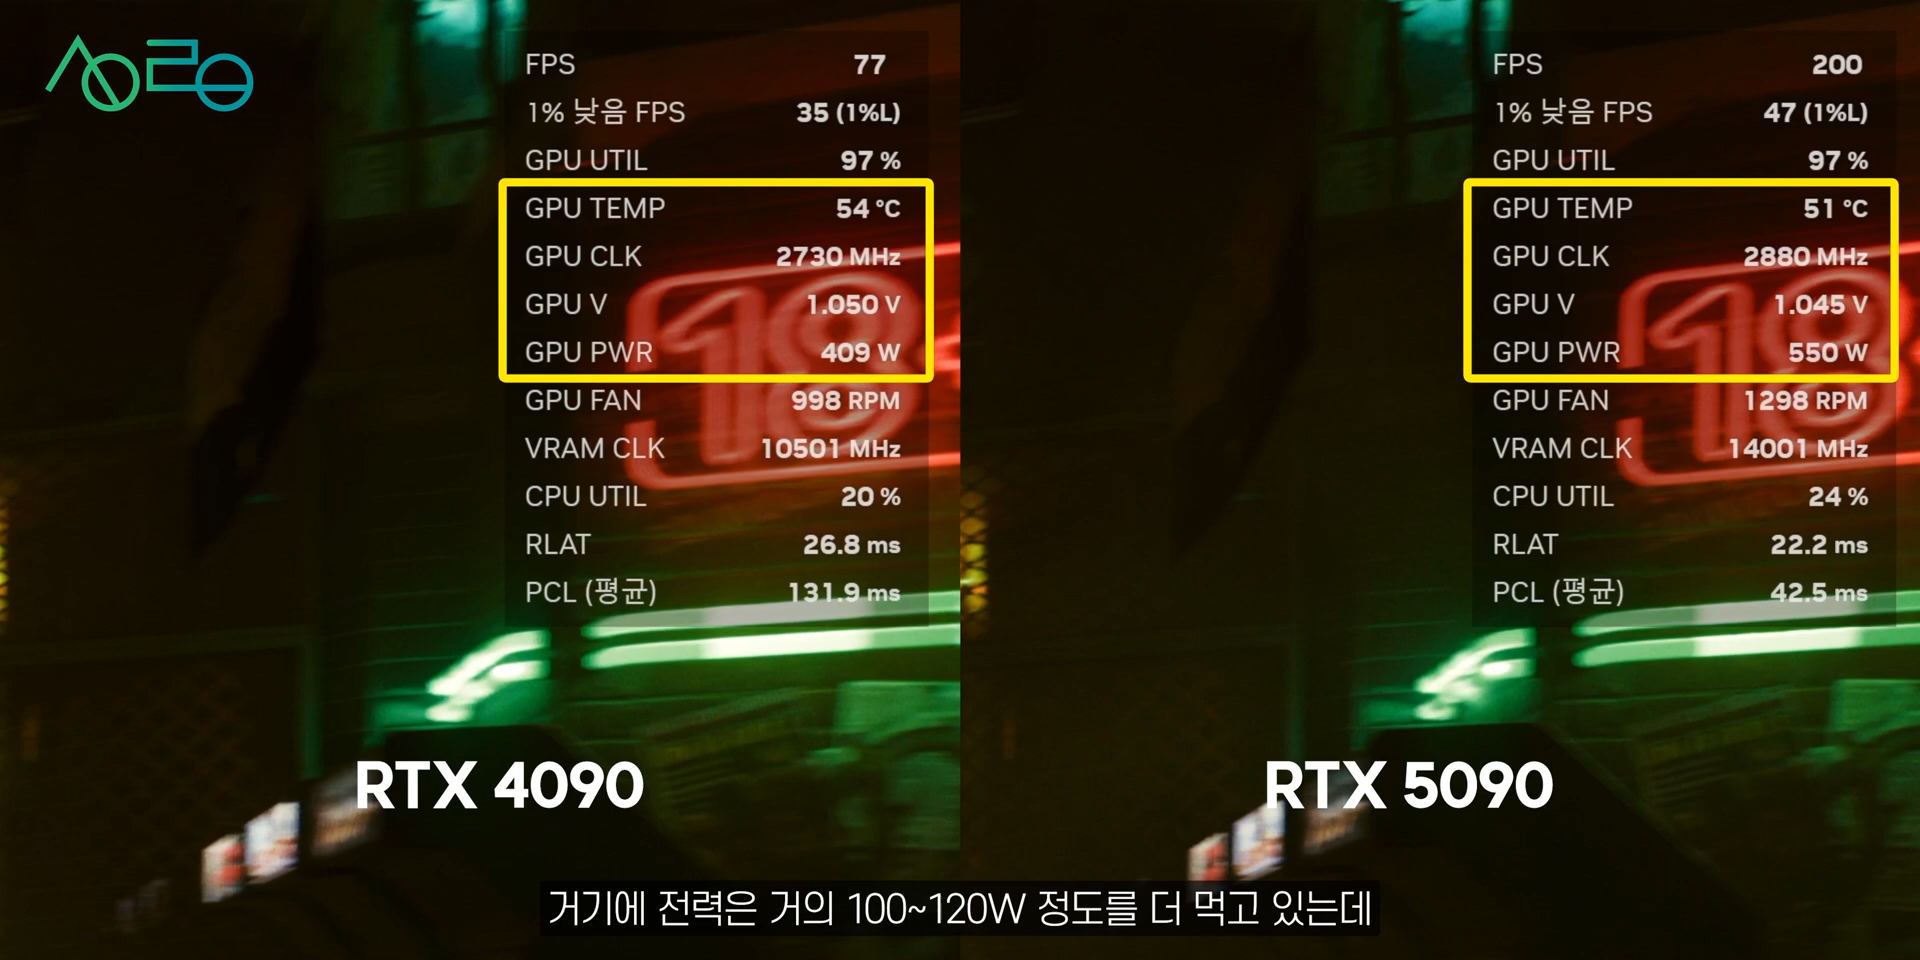 FPS 77
1% 낮음 FPS 35 (1%L)
GPU UTIL 97 %
GPU TEMP 54 °C
GPU CLK 2730 MHz
GPU V 1.050 V
GPU PWR 409 W
GPU FAN 998 RPM
VRAM CLK 10501 MHz
CPU UTIL 20 %
RLAT 26.8 ms
PCL (평균) 131.9 ms
RTX 4090
FPS 200
1% 낮음 FPS 47 (1%L)
GPU UTIL 97 %
GPU TEMP 51 °C
GPU CLK 2880 MHz
GPU V 1.045 V
GPU PWR 550 W
GPU FAN 1298 RPM
VRAM CLK 14001 MHz
CPU UTIL 24 %
RLAT 22.2 ms
PCL (평균) 42.5 ms
RTX 5090
18
18
거기에 전력은 거의 100~120W 정도를 더 먹고 있는데